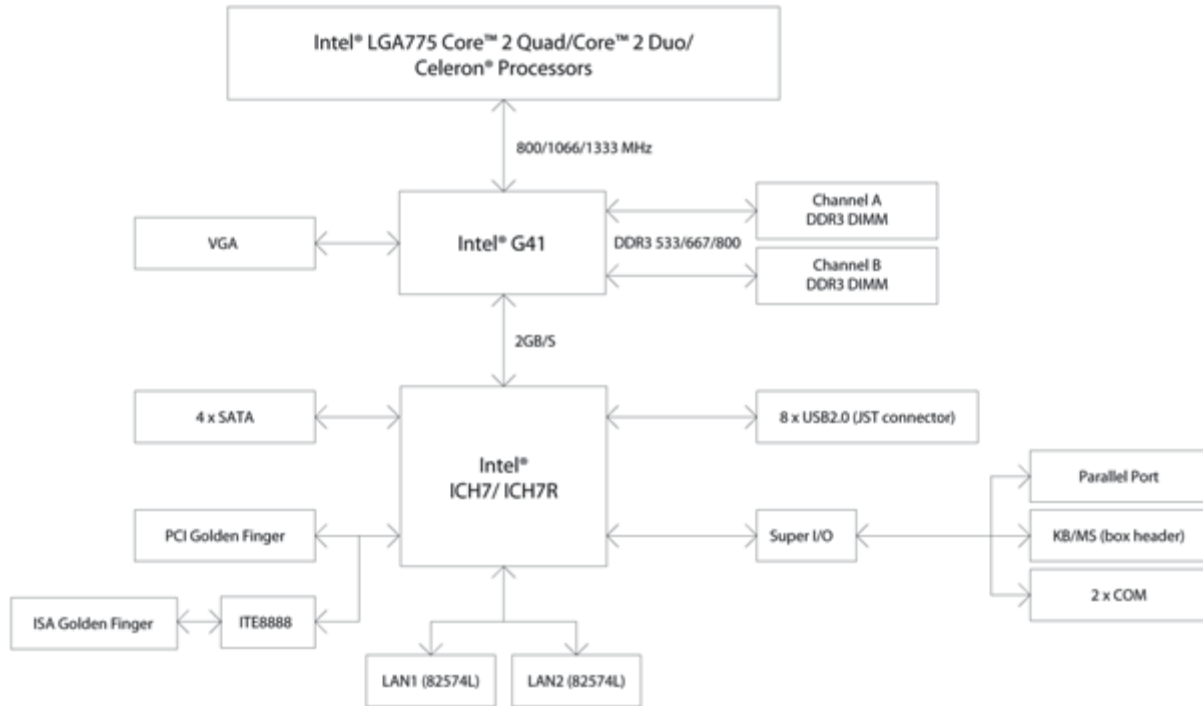 Intel® LGA775 Core™ 2 Quad/Core™ 2 Duo/
Celeron® Processors
800/1066/1333 MHz
VGA
Intel® G41
DDR3 533/667/800
Channel A
DDR3 DIMM
Channel B
DDR3 DIMM
2GB/S
4 x SATA
Intel®
ICH7/ ICH7R
8 x USB2.0 (JST connector)
PCI Golden Finger
Super I/O
Parallel Port
KB/MS (box header)
2 x COM
ISA Golden Finger
ITE8888
LAN1 (82574L)
LAN2 (82574L)